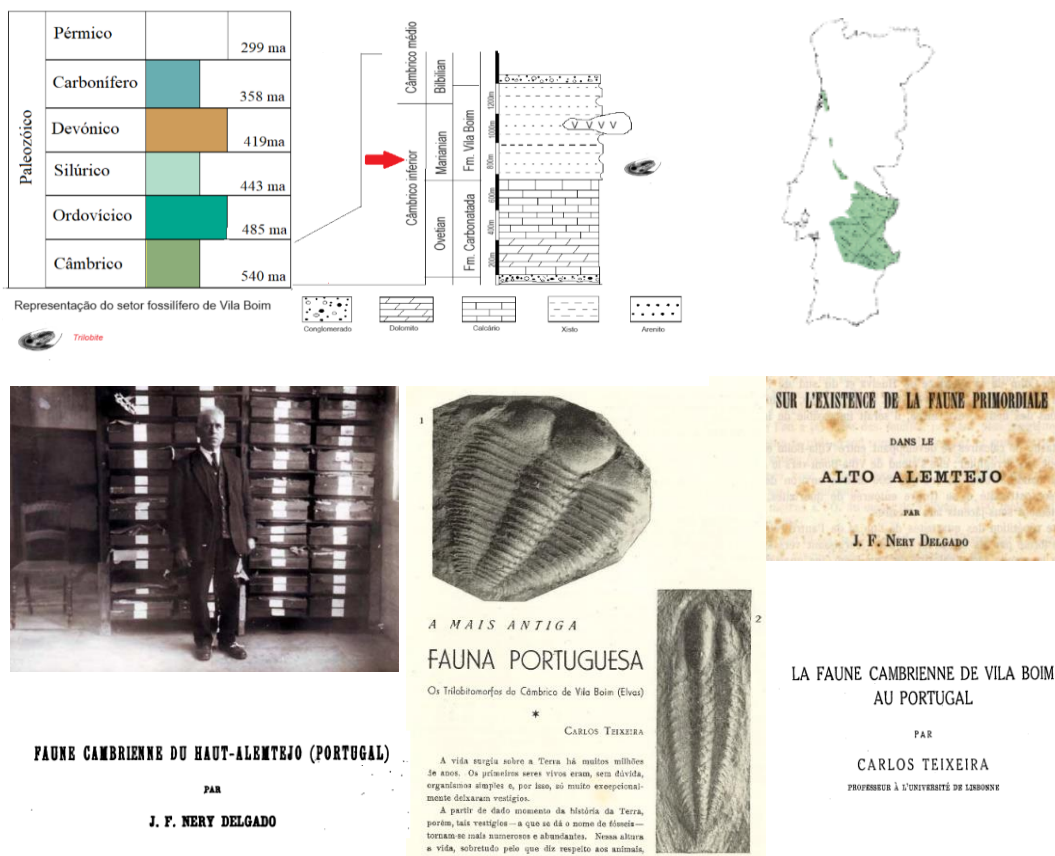 Paleozóico
Pérmico
299 ma
Carbonífero
358 ma
Devónico
419ma
Silúrico
443 ma
Ordovícico
485 ma
Câmbrico
540 ma
Câmbrico médio
Câmbrico inferior
Bilbilian
Marianian
Ovetian
Fm. Vila Boim
Fm. Carbonatada
1200m
1000m
800m
600m
400m
200m
V V V V
Representação do setor fossilífero de Vila Boim
Trilobite
Conglomerado
Dolomito
Calcário
Xisto
Arenito
1
2
A MAIS ANTIGA
FAUNA PORTUGUESA
Os Trilobitomorfos do Câmbrico de Vila Boim (Elvas)
*
CARLOS TEIXEIRA
A vida surgiu sobre a Terra há muitos milhões
de anos. Os primeiros seres vivos eram, sem dúvida,
organismos simples e, por isso, só muito excepcional-
mente deixaram vestígios.
A partir de dado momento da história da Terra,
porém, tais vestígios — a que se dá o nome de fósseis —
tornam-se mais numerosos e abundantes. Nessa altura
a vida, sobretudo pelo que diz respeito aos animais,
SUR L'EXISTENCE DE LA FAUNE PRIMORDIALE
DANS LE
ALTO ALEMTEJO
PAR
J. F. NERY DELGADO
LA FAUNE CAMBRIENNE DE VILA BOIM
AU PORTUGAL
PAR
CARLOS TEIXEIRA
PROFESSEUR À L'UNIVERSITÉ DE LISBONNE
FAUNE CAMBRIENNE DU HAUT-ALEMTEJO (PORTUGAL)
PAR
J. F. NERY DELGADO